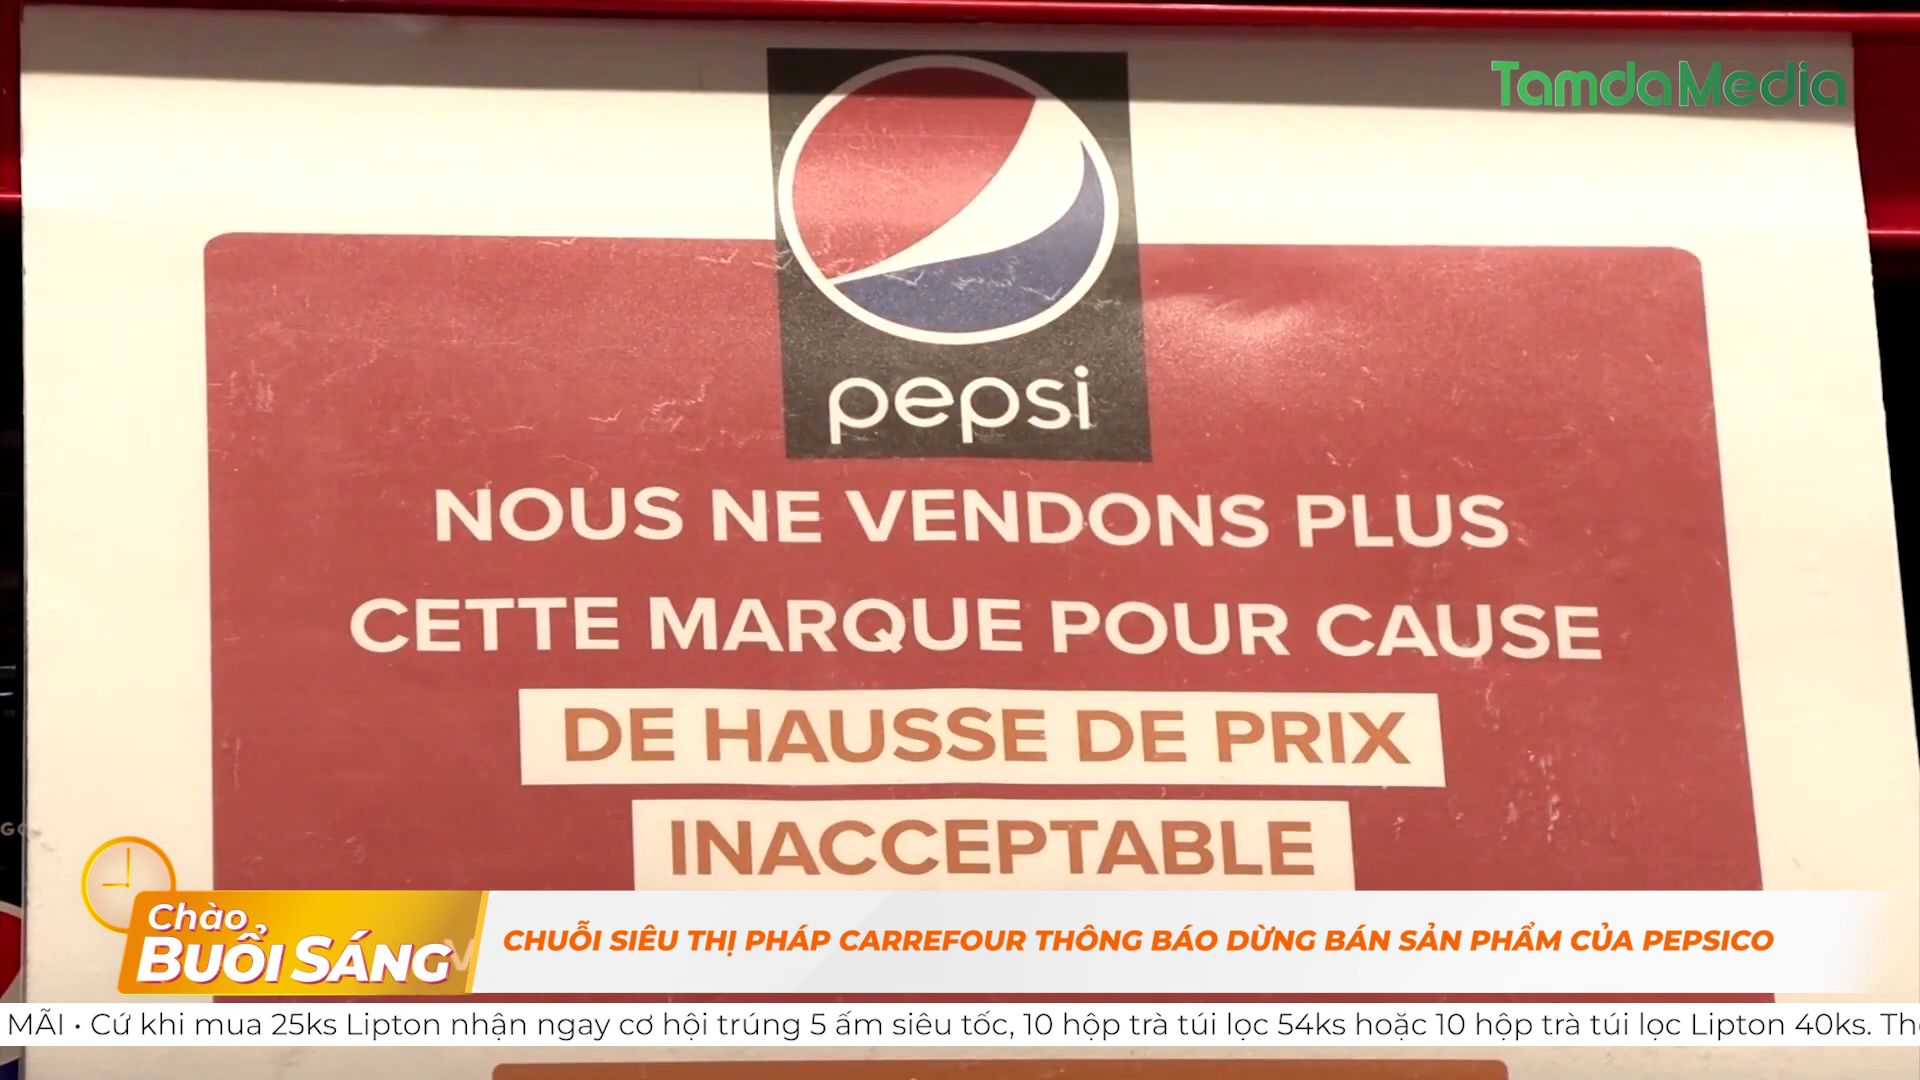 TamdaMedia
pepsi
NOUS NE VENDONS PLUS
CETTE MARQUE POUR CAUSE
DE HAUSSE DE PRIX
INACCEPTABLE
Chào
BUỔI SÁNG
CHUỖI SIÊU THỊ PHÁP CARREFOUR THÔNG BÁO DỪNG BÁN SẢN PHẨM CỦA PEPSICO
MÃI • Cứ khi mua 25ks Lipton nhận ngay cơ hội trúng 5 ấm siêu tốc, 10 hộp trà túi lọc 54ks hoặc 10 hộp trà túi lọc Lipton 40ks.